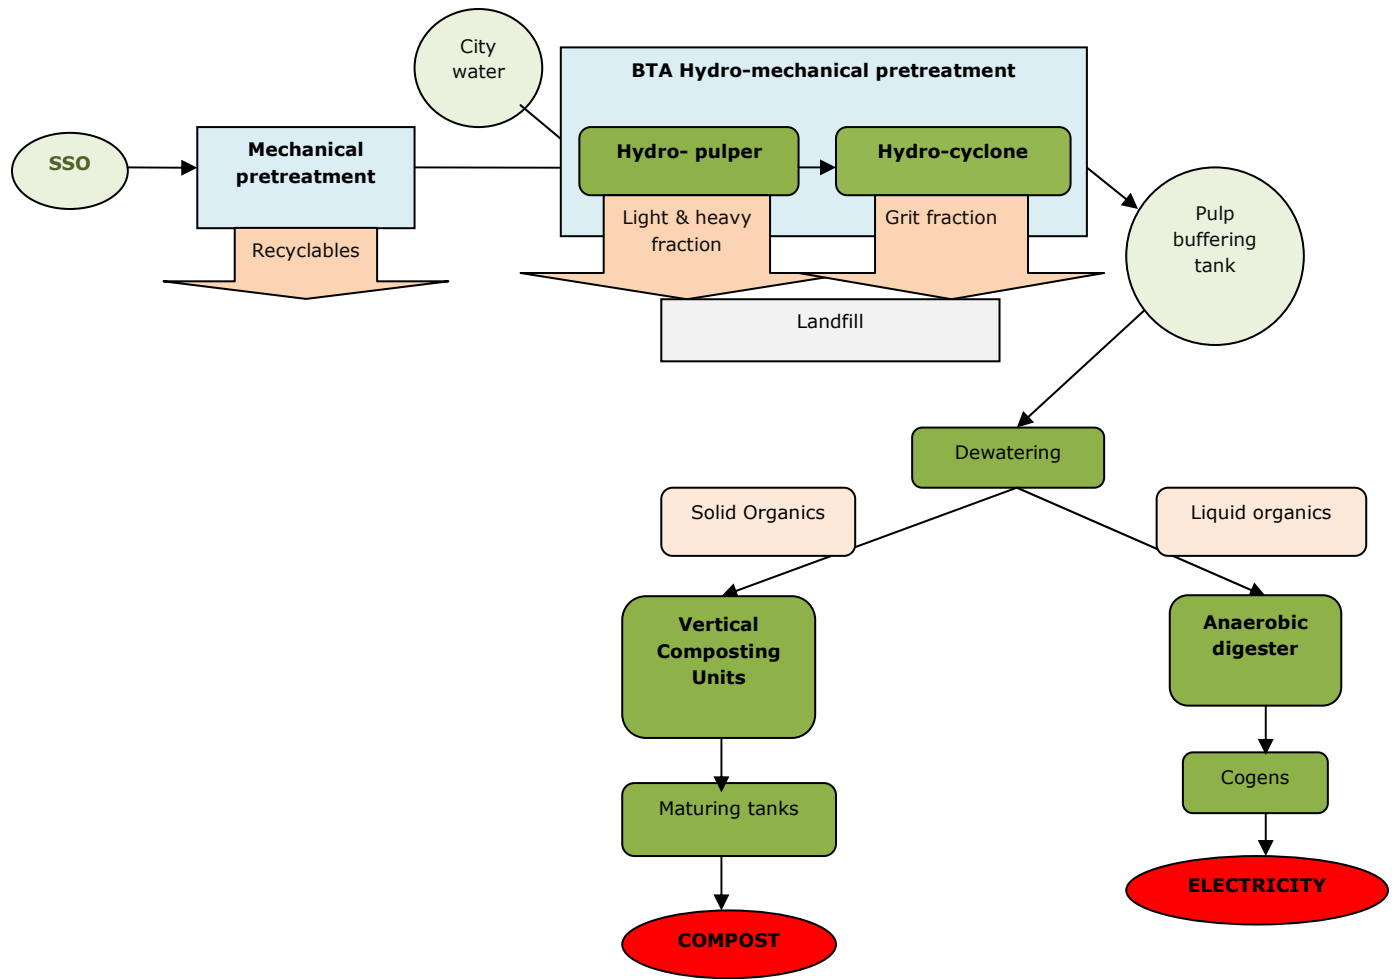 City
water
BTA Hydro-mechanical pretreatment
SSO
Mechanical
pretreatment
Hydro- pulper
Hydro-cyclone
Recyclables
Light & heavy
fraction
Grit fraction
Pulp
buffering
tank
Landfill
Dewatering
Solid Organics
Liquid organics
Vertical
Composting
Units
Anaerobic
digester
Maturing tanks
Cogens
COMPOST
ELECTRICITY